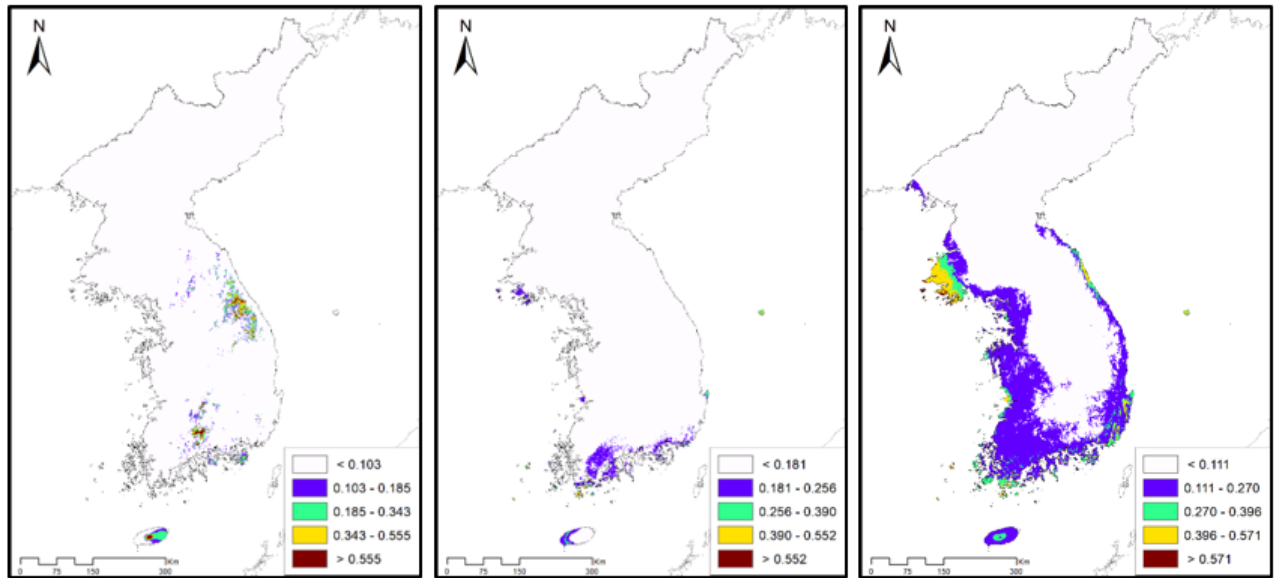 N
< 0.103
0.103 - 0.185
0.185 - 0.343
0.343 - 0.555
> 0.555
0 75 150 300 Km
N
< 0.181
0.181 - 0.256
0.256 - 0.390
0.390 - 0.552
> 0.552
0 75 150 300 Km
N
< 0.111
0.111 - 0.270
0.270 - 0.396
0.396 - 0.571
> 0.571
0 75 150 300 Km